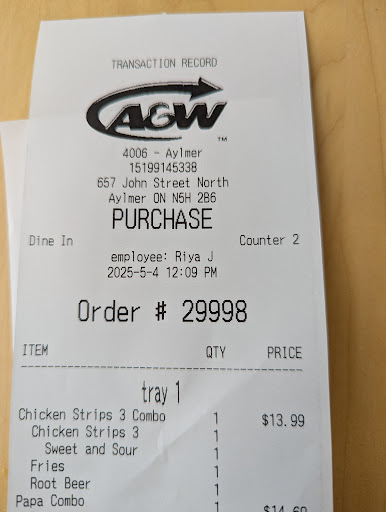 TRANSACTION RECORD
A&W
TM
4006 - Aylmer
15199145338
657 John Street North
Aylmer ON N5H 2B6
PURCHASE
Dine In Counter 2
employee: Riya J
2025-5-4 12:09 PM
Order # 29998
ITEM QTY PRICE
tray 1
Chicken Strips 3 Combo 1 $13.99
Chicken Strips 3 1
Sweet and Sour 1
Fries 1
Root Beer 1
Papa Combo 1 $14.69